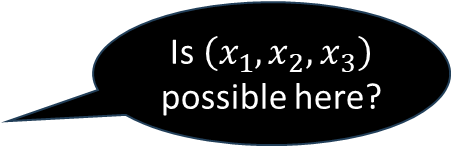 Is (𝑥₁, 𝑥₂, 𝑥₃)
possible here?